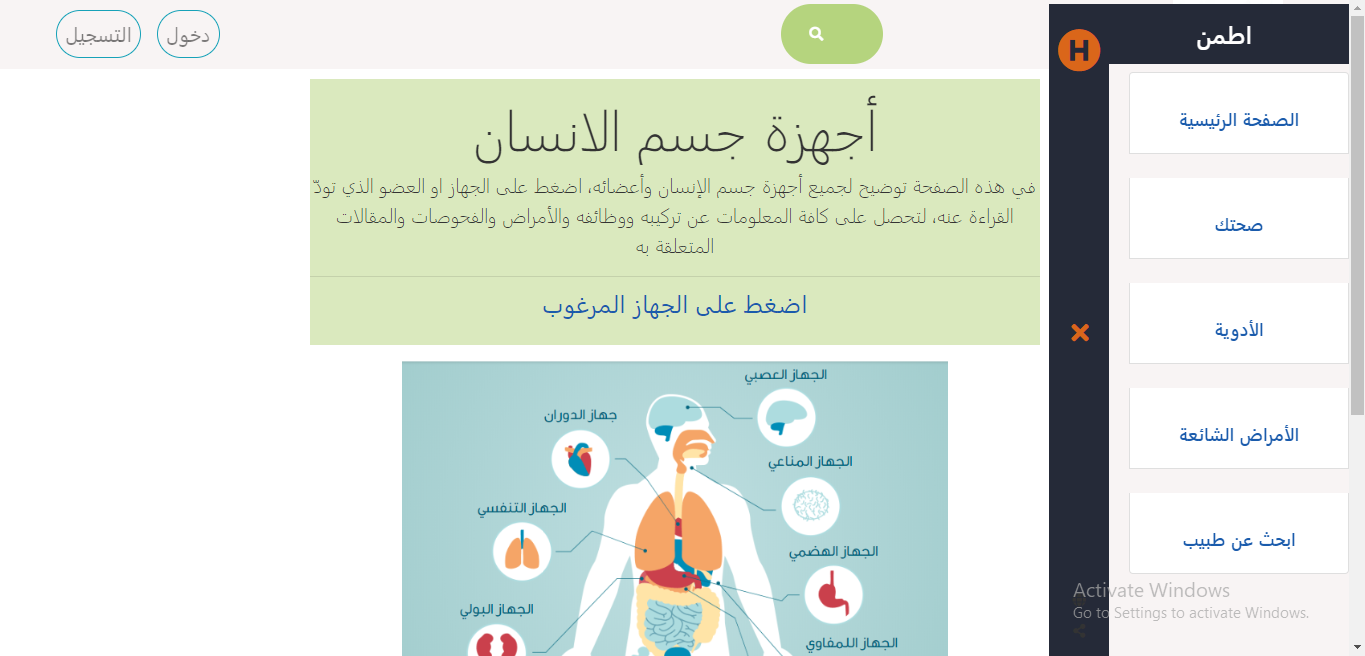 اطمن
H
دخول
التسجيل
الصفحة الرئيسية
صحتك
الأدوية
الأمراض الشائعة
ابحث عن طبيب
أجهزة جسم الانسان
في هذه الصفحة توضيح لجميع أجهزة جسم الإنسان وأعضائه، اضغط على الجهاز او العضو الذي تودّ
القراءة عنه، لتحصل على كافة المعلومات عن تركيبه ووظائفه والأمراض والفحوصات والمقالات
المتعلقة به
اضغط على الجهاز المرغوب
الجهاز العصبي
جهاز الدوران
الجهاز المناعي
الجهاز التنفسي
الجهاز الهضمي
الجهاز البولي
الجهاز اللمفاوي
Activate Windows
Go to Settings to activate Windows.